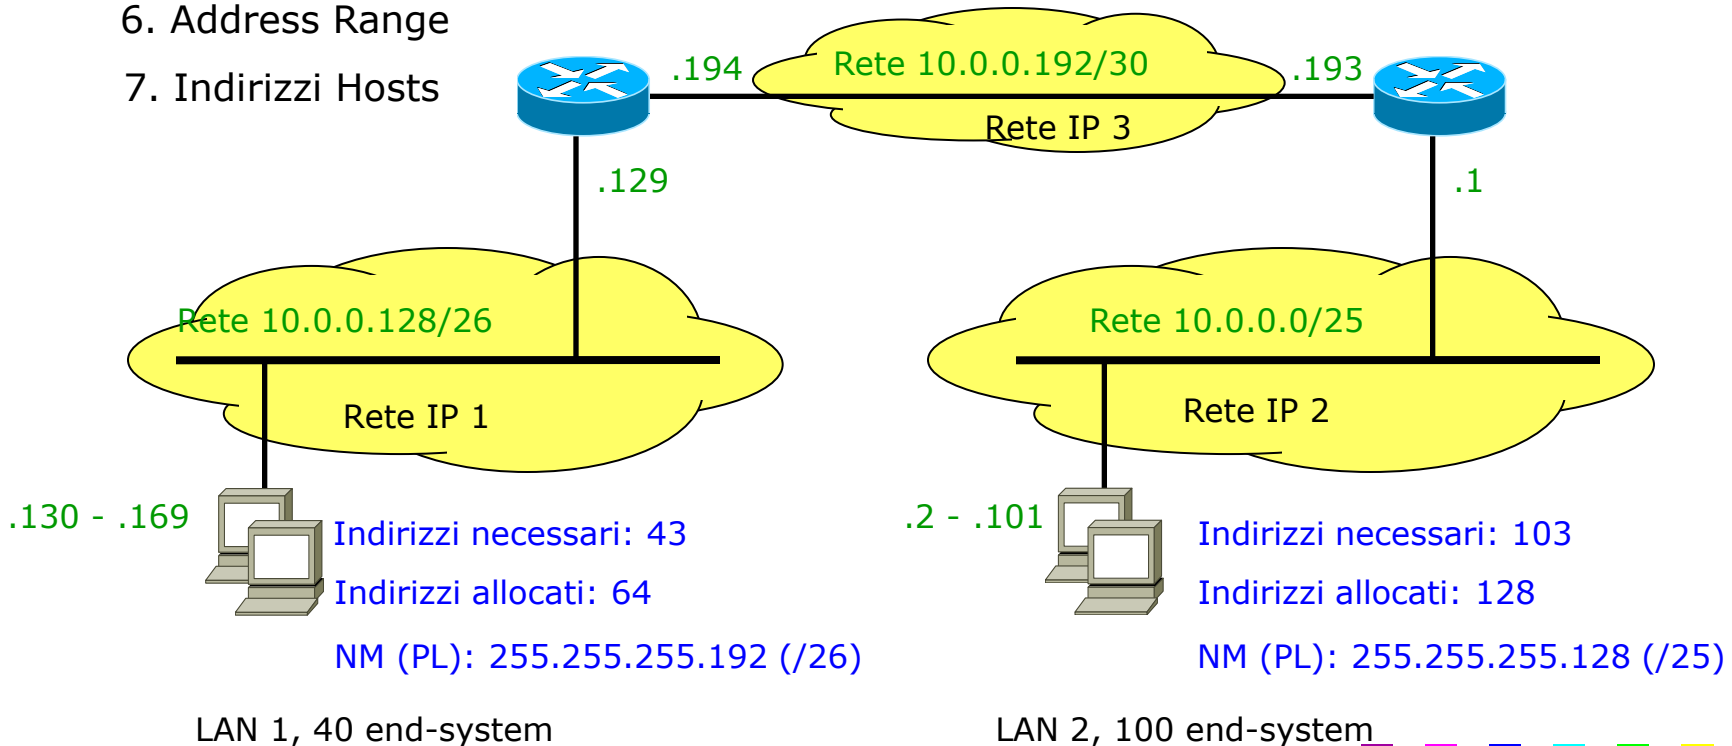 6. Address Range
7. Indirizzi Hosts
.194
Rete 10.0.0.192/30
.193
Rete IP 3
.129
.1
Rete 10.0.0.128/26
Rete 10.0.0.0/25
Rete IP 1
Rete IP 2
.130 - .169
Indirizzi necessari: 43
Indirizzi allocati: 64
NM (PL): 255.255.255.192 (/26)
.2 - .101
Indirizzi necessari: 103
Indirizzi allocati: 128
NM (PL): 255.255.255.128 (/25)
LAN 1, 40 end-system
LAN 2, 100 end-system